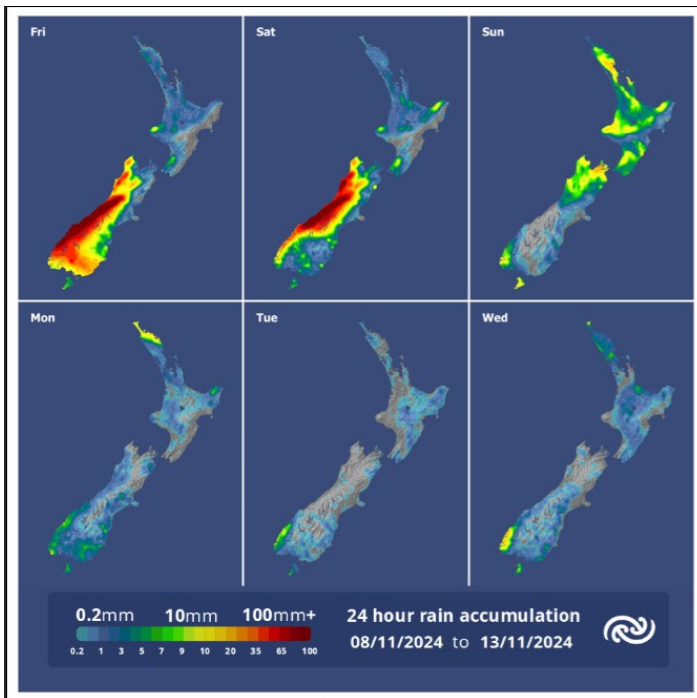 Fri Sat Sun
Mon Tue Wed
0.2mm 10mm 100mm+
0.2 1 3 5 7 9 10 20 35 65 100
24 hour rain accumulation
08/11/2024 to 13/11/2024